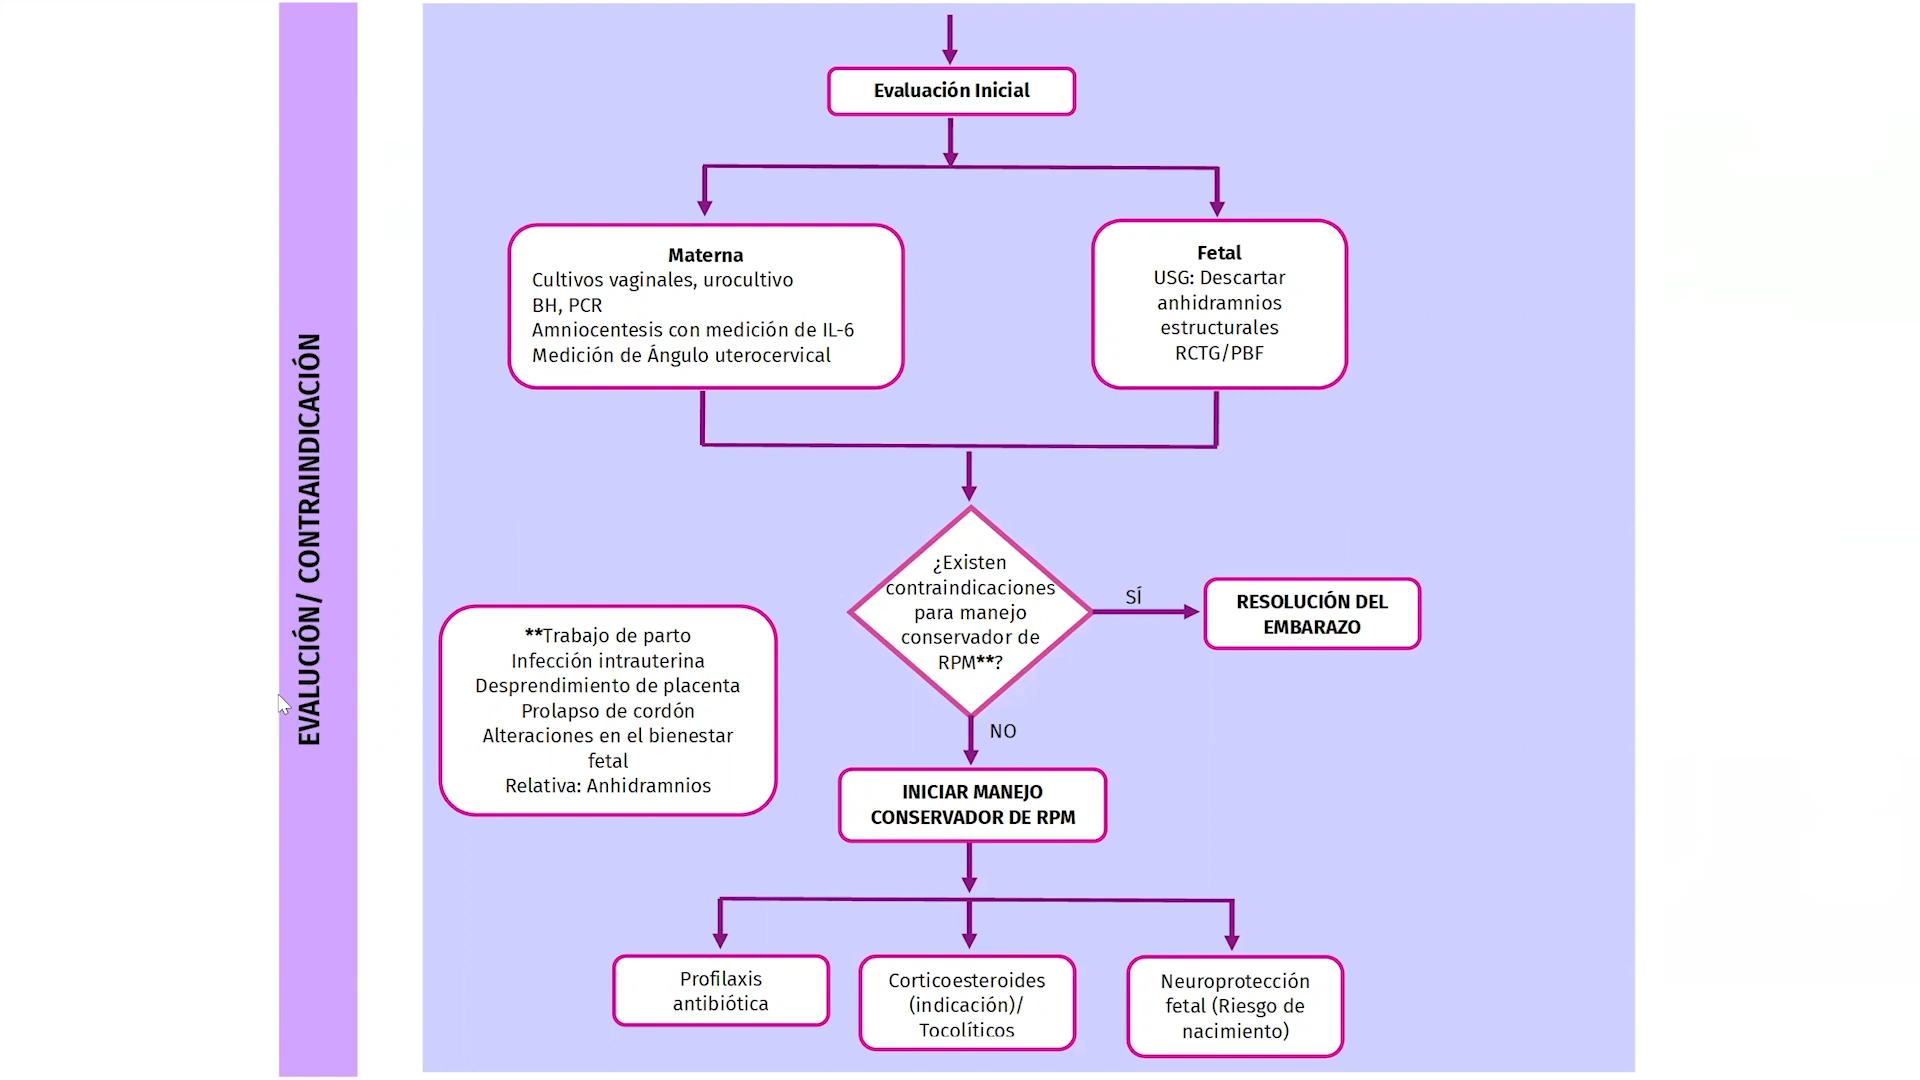 EVALUCIÓN/ CONTRAINDICACIÓN
Evaluación Inicial
Materna
Cultivos vaginales, urocultivo
BH, PCR
Amniocentesis con medición de IL-6
Medición de Ángulo uterocervical
Fetal
USG: Descartar
anhidramnios
estructurales
RCTG/PBF
¿Existen
contraindicaciones
para manejo
conservador de
RPM**?
SÍ
RESOLUCIÓN DEL
EMBARAZO
**Trabajo de parto
Infección intrauterina
Desprendimiento de placenta
Prolapso de cordón
Alteraciones en el bienestar
fetal
Relativa: Anhidramnios
NO
INICIAR MANEJO
CONSERVADOR DE RPM
Profilaxis
antibiótica
Corticoesteroides
(indicación)/
Tocolíticos
Neuroprotección
fetal (Riesgo de
nacimiento)